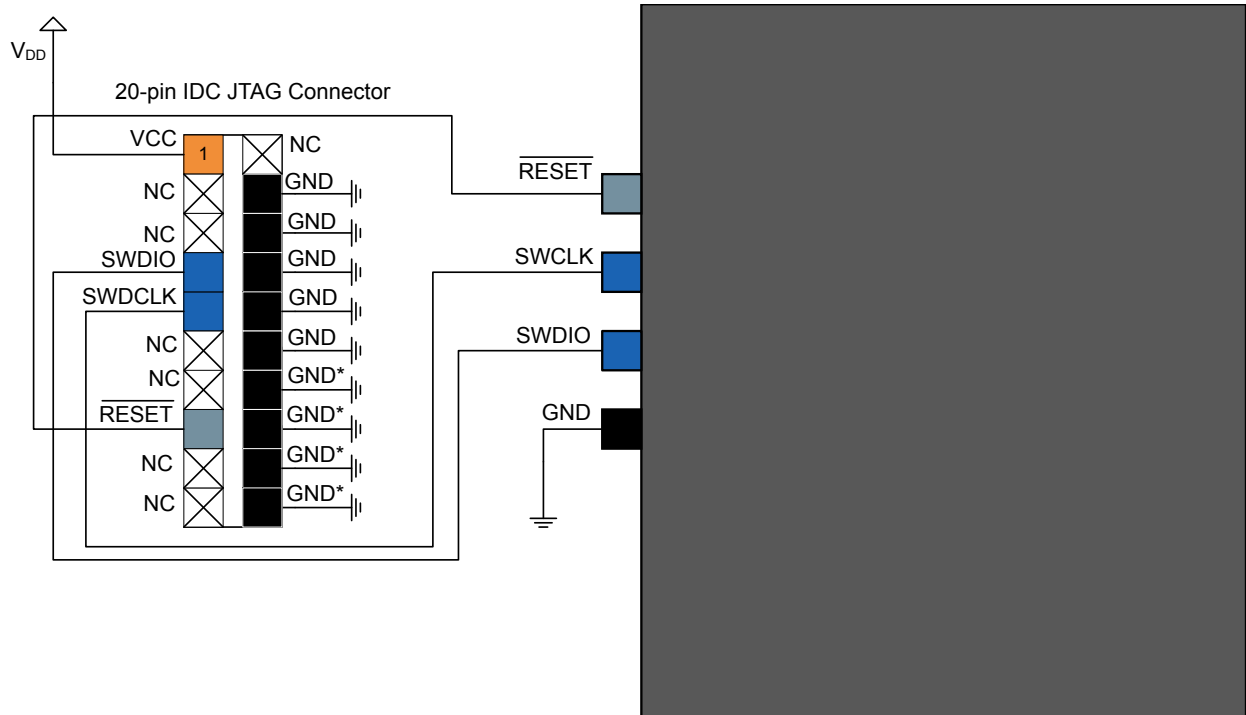 VDD
20-pin IDC JTAG Connector
VCC
1
NC
NC
GND
NC
GND
SWDIO
GND
SWDCLK
GND
NC
GND
NC
GND*
RESET
GND*
NC
GND*
NC
GND*
RESET
SWCLK
SWDIO
GND